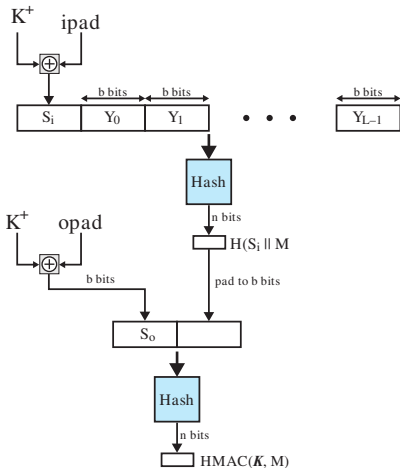 K+ ipad
b bits b bits b bits
Si Y0 Y1 • • • YL–1
Hash
n bits
K+ opad
H(Si || M
b bits
pad to b bits
So
Hash
n bits
HMAC(K, M)